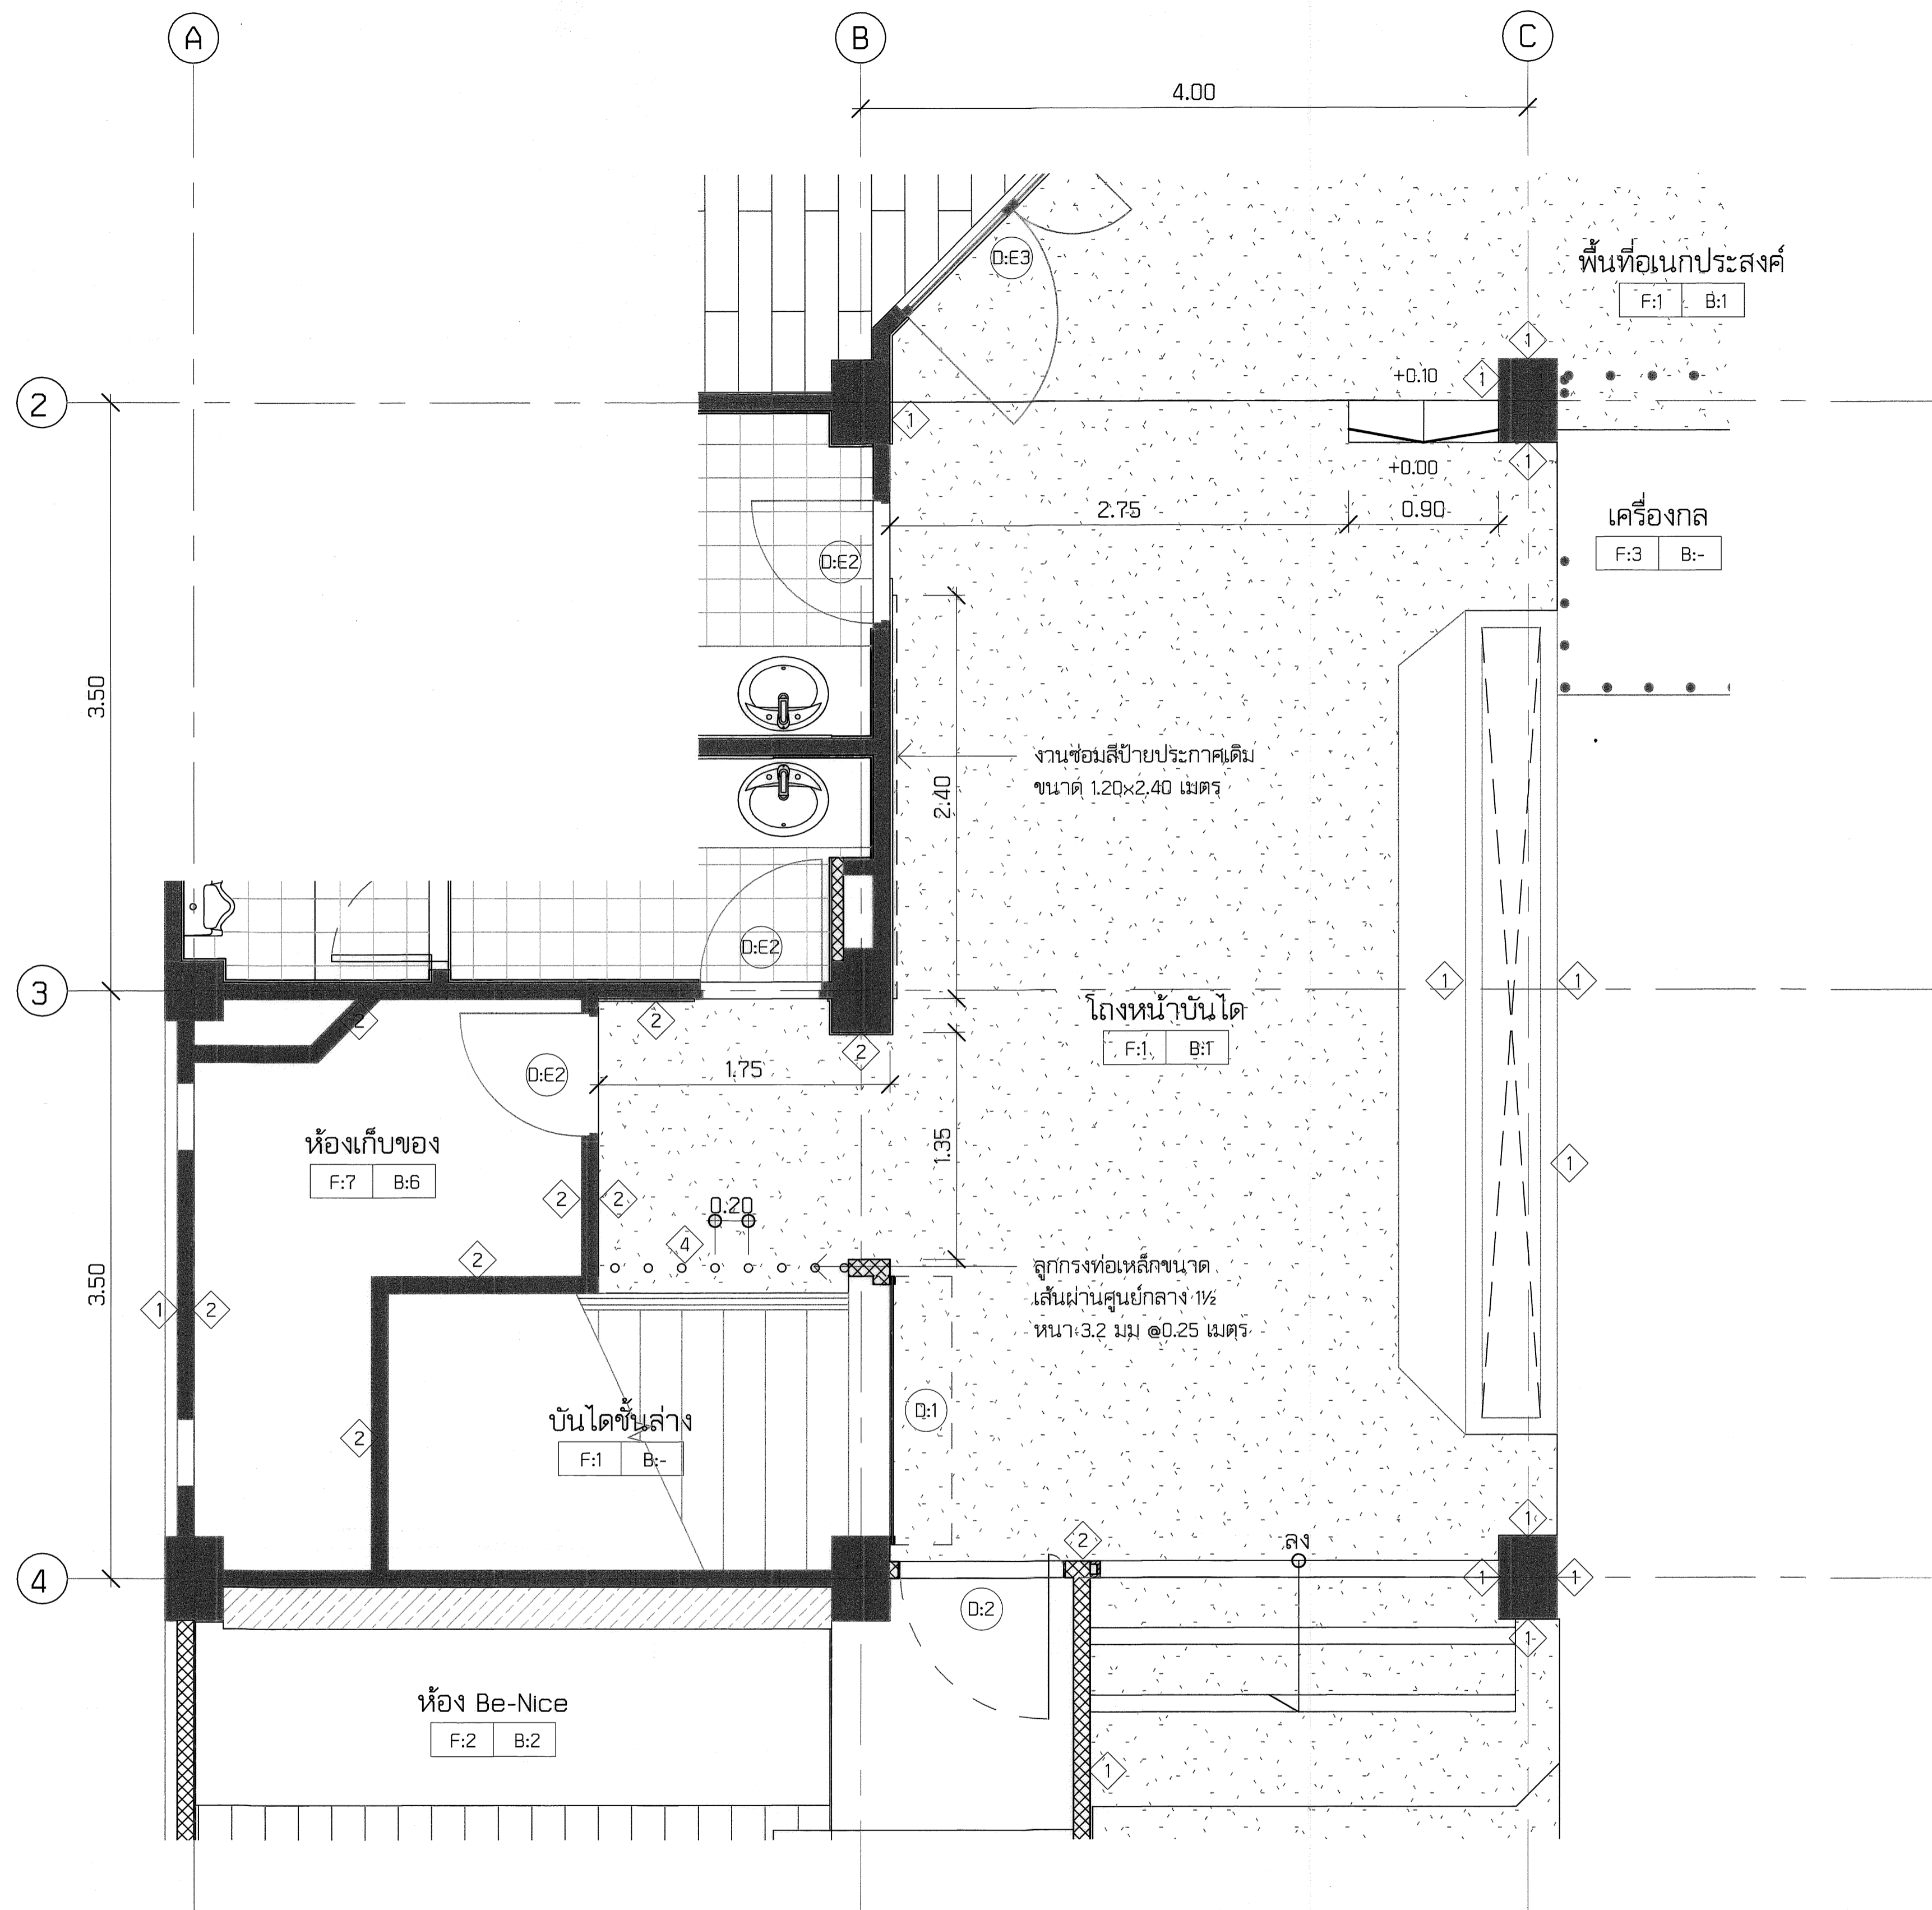 A
B
C
4.00
D:E3
พื้นที่อเนกประสงค์
F:1 B:1
1
+0.10
1
2
1
+0.00
1
2.75
0.90
เครื่องกล
F:3 B:-
D:E2
3.50
งานซ่อมสีป้ายประกาศเดิม
ขนาด 1.20x2.40 เมตร
2.40
D:E2
3
1
1
2
2
โถงหน้าบันได
F:1 B:1
2
D:E2
1.75
ห้องเก็บของ
F:7 B:6
1.35
1
2
2
0.20
4
2
3.50
1
2
ลูกกรงท่อเหล็กขนาด
เส้นผ่านศูนย์กลาง 1½
หนา 3.2 มม @0.25 เมตร
บันไดชั้นล่าง
F:1 B:-
2
D:1
1
2
ลง
4
1
1
D:2
1
ห้อง Be-Nice
F:2 B:2
1